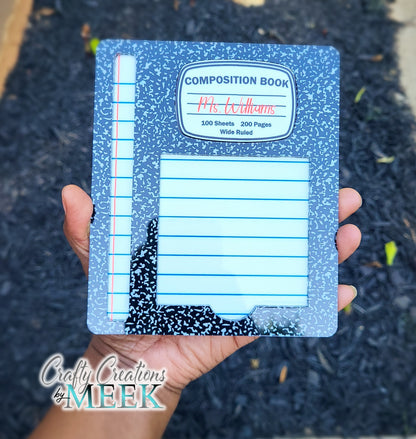 COMPOSITION BOOK
Ms. Williams
100 Sheets 200 Pages
Wide Ruled
Crafty Creations
by MEEK